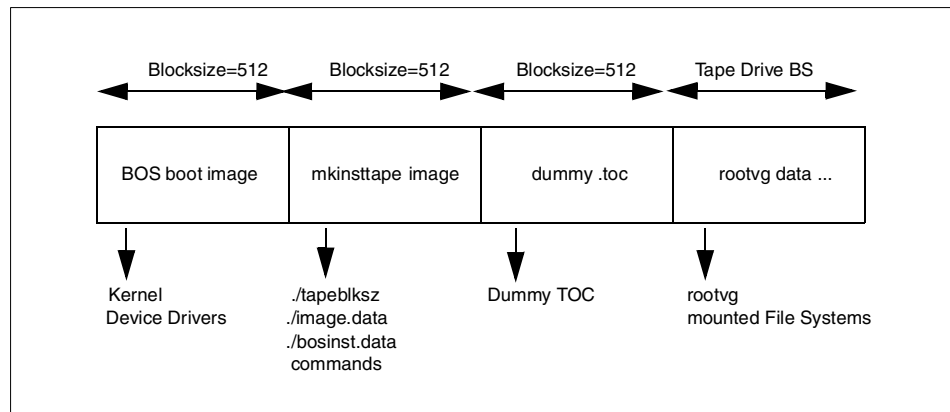 Blocksize=512
Blocksize=512
Blocksize=512
Tape Drive BS
BOS boot image
mkinsttape image
dummy .toc
rootvg data ...
Kernel
Device Drivers
./tapeblksz
./image.data
./bosinst.data
commands
Dummy TOC
rootvg
mounted File Systems